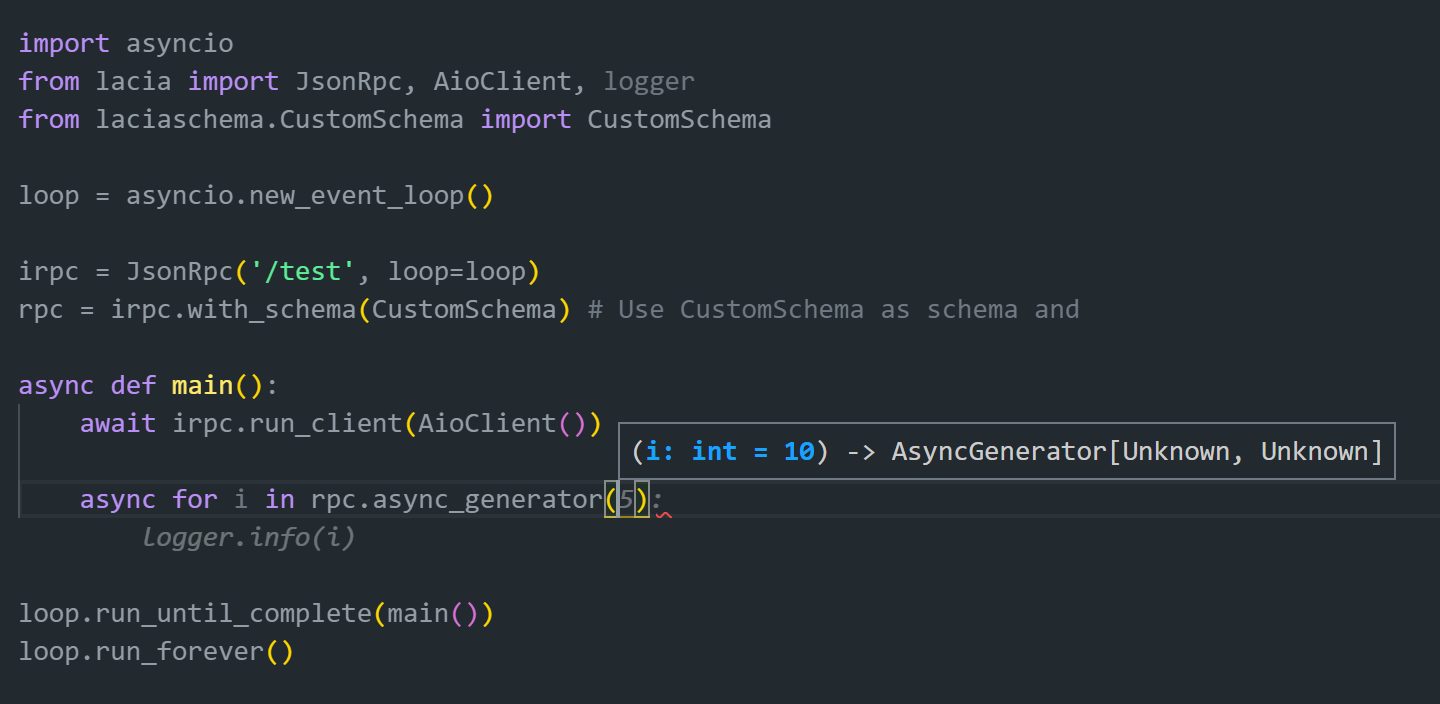 import asyncio
from lacia import JsonRpc, AioClient, logger
from laciaschema.CustomSchema import CustomSchema
loop = asyncio.new_event_loop()
irpc = JsonRpc('/test', loop=loop)
rpc = irpc.with_schema(CustomSchema) # Use CustomSchema as schema and
async def main():
    await irpc.run_client(AioClient())
(i: int = 10) -> AsyncGenerator[Unknown, Unknown]
    async for i in rpc.async_generator(5):
        logger.info(i)
loop.run_until_complete(main())
loop.run_forever()